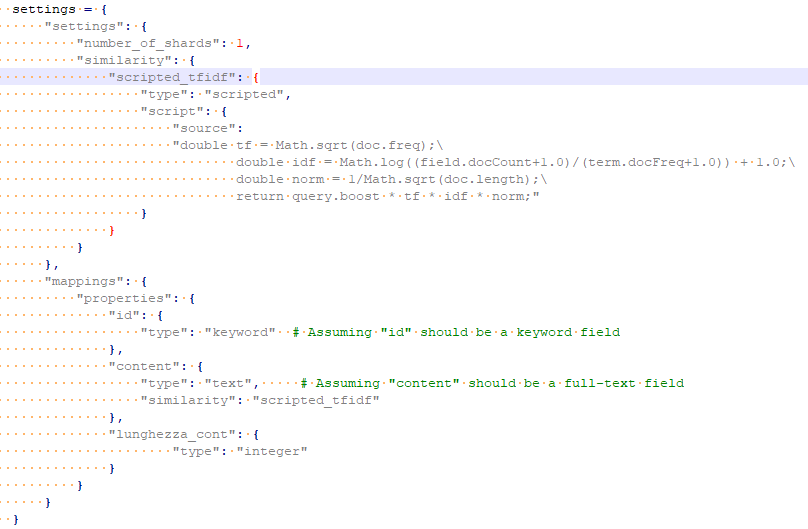 settings = {
"settings": {
"number_of_shards": 1,
"similarity": {
"scripted_tfidf": {
"type": "scripted",
"script": {
"source":
"double tf = Math.sqrt(doc.freq);\
double idf = Math.log((field.docCount+1.0)/(term.docFreq+1.0)) + 1.0;\
double norm = 1/Math.sqrt(doc.length);\
return query.boost * tf * idf * norm;"
}
}
}
},
"mappings": {
"properties": {
"id": {
"type": "keyword" # Assuming "id" should be a keyword field
},
"content": {
"type": "text", # Assuming "content" should be a full-text field
"similarity": "scripted_tfidf"
},
"lunghezza_cont": {
"type": "integer"
}
}
}
}